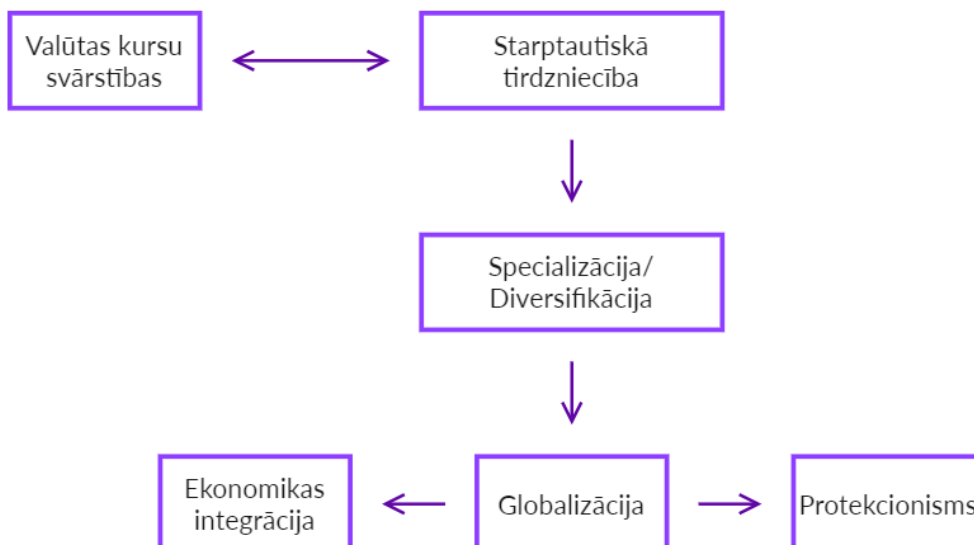 Valūtas kursu
svārstības
Starptautiskā
tirdzniecība
Specializācija/
Diversifikācija
Ekonomikas
integrācija
Globalizācija
Protekcionisms